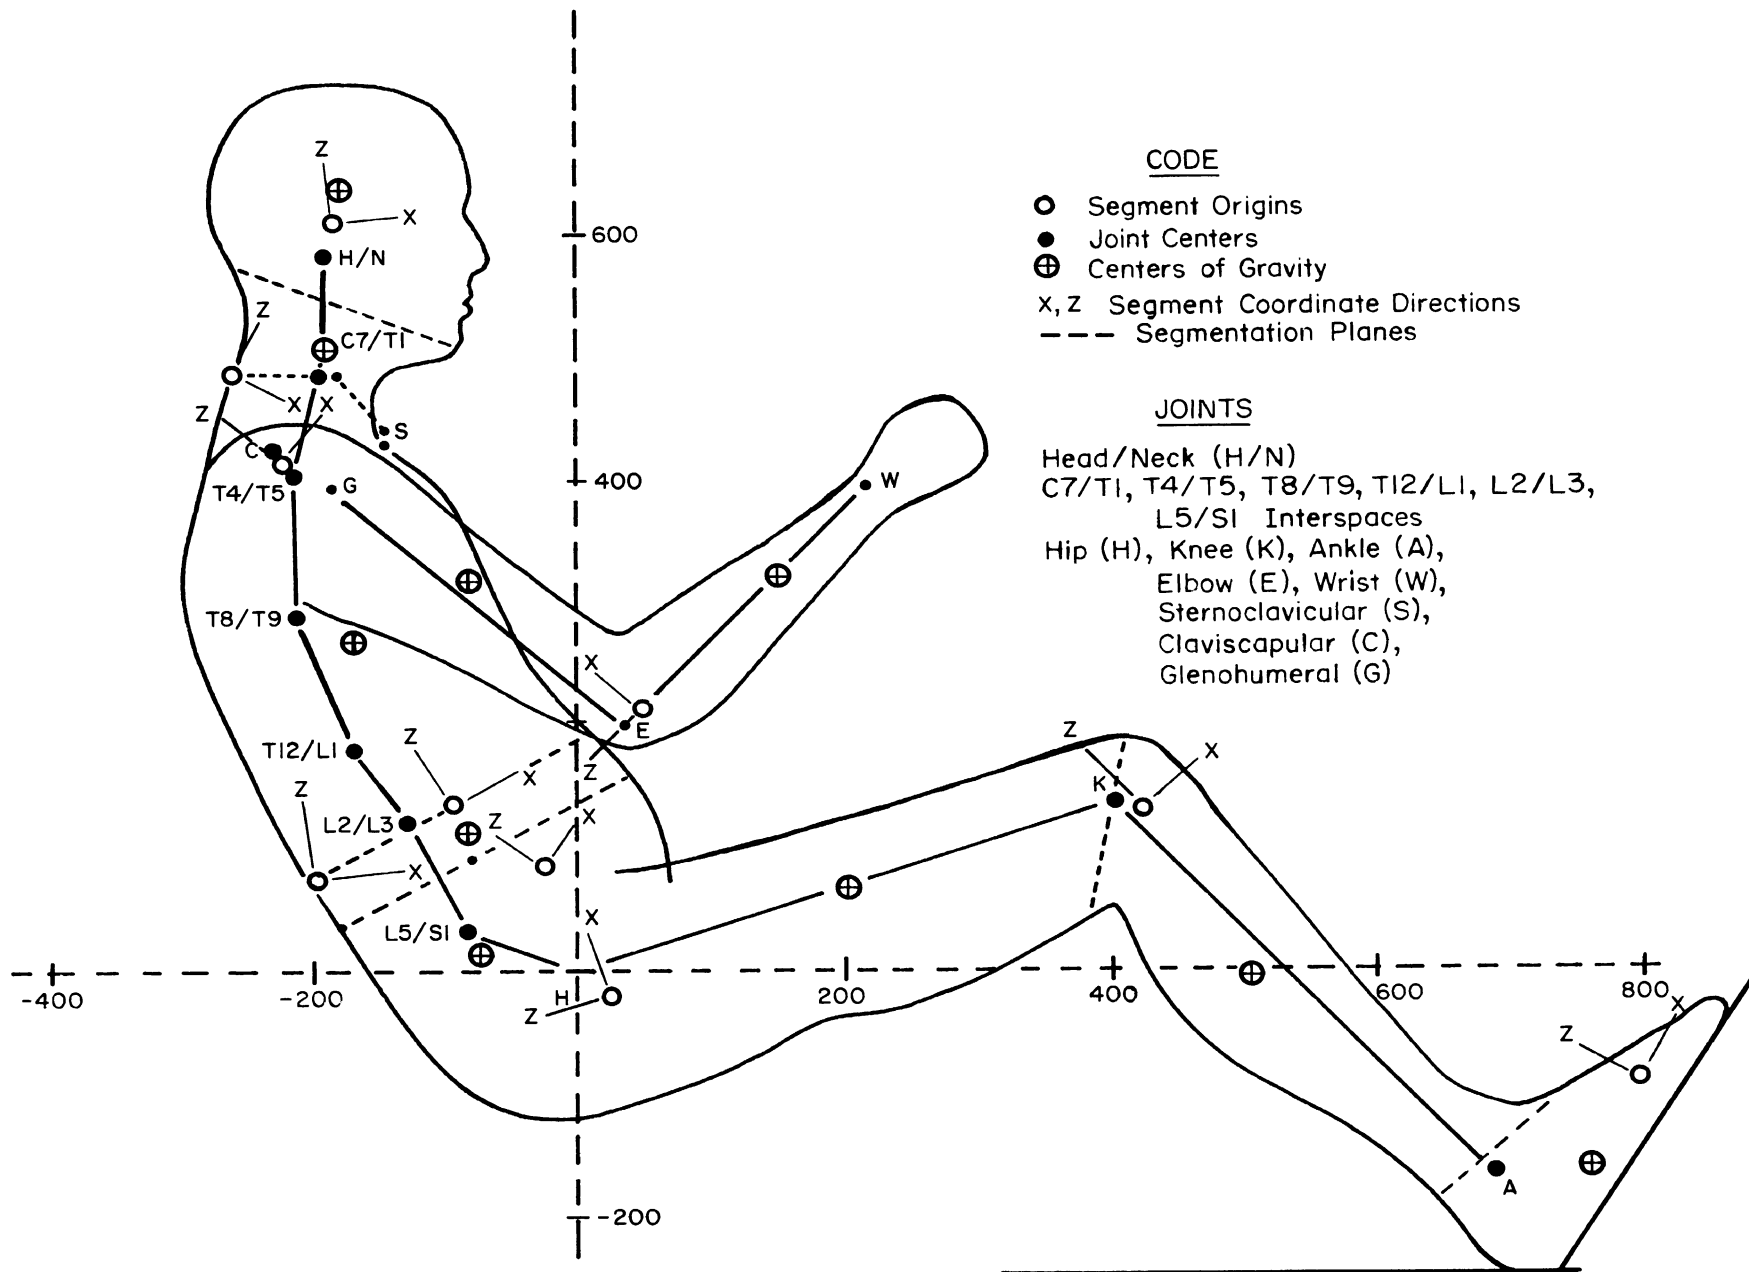 Z
X
600
H/N
Z
C7/T1
X X
Z
S
C
T4/T5
G
400
W
T8/T9
X
E
Z
T12/L1
X
Z
Z
X
L2/L3
Z
X
L5/S1
X
H
Z
Z
X
K
-400
-200
200
400
600
800
X
Z
A
-200
CODE
Segment Origins
Joint Centers
Centers of Gravity
X, Z Segment Coordinate Directions
--- Segmentation Planes
JOINTS
Head/Neck (H/N)
C7/T1, T4/T5, T8/T9, T12/L1, L2/L3,
L5/S1 Interspaces
Hip (H), Knee (K), Ankle (A),
Elbow (E), Wrist (W),
Sternoclavicular (S),
Claviscapular (C),
Glenohumeral (G)